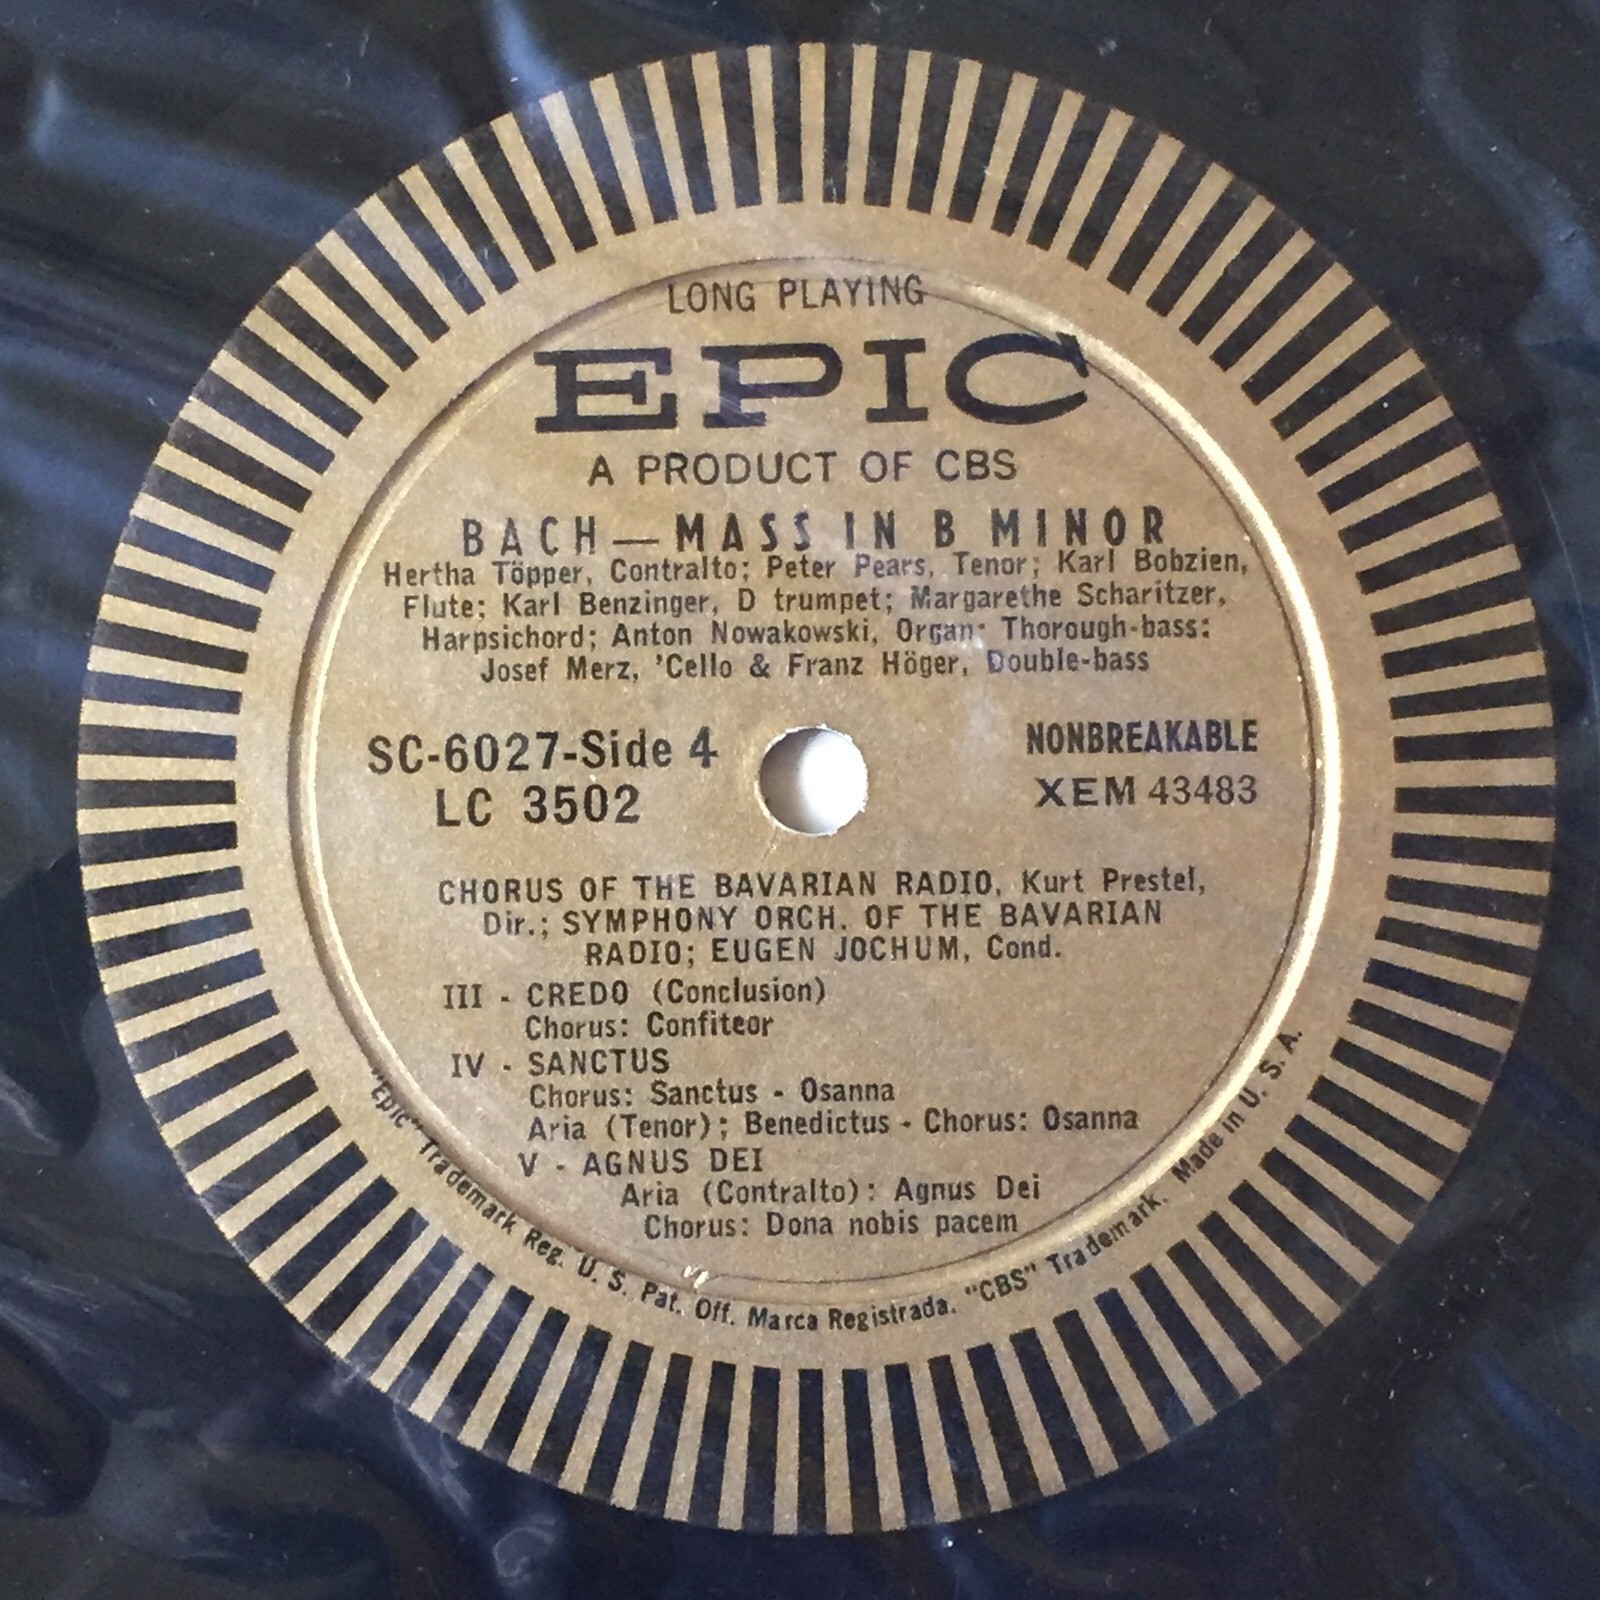 LONG PLAYING
EPIC
A PRODUCT OF CBS
BACH — MASS IN B MINOR
Hertha Töpper, Contralto; Peter Pears, Tenor; Karl Bobzien,
Flute; Karl Benzinger, D trumpet; Margarethe Scharitzer,
Harpsichord; Anton Nowakowski, Organ; Thorough-bass:
Josef Merz, 'Cello & Franz Höger, Double-bass
SC-6027-Side 4
LC 3502
NONBREAKABLE
XEM 43483
CHORUS OF THE BAVARIAN RADIO, Kurt Prestel,
Dir.; SYMPHONY ORCH. OF THE BAVARIAN
RADIO; EUGEN JOCHUM, Cond.
III - CREDO (Conclusion)
Chorus: Confiteor
IV - SANCTUS
Chorus: Sanctus - Osanna
Aria (Tenor); Benedictus - Chorus: Osanna
V - AGNUS DEI
Aria (Contralto): Agnus Dei
Chorus: Dona nobis pacem
"Epic" Trademark Reg. U. S. Pat. Off. Marca Registrada. "CBS" Trademark. Made in U. S. A.